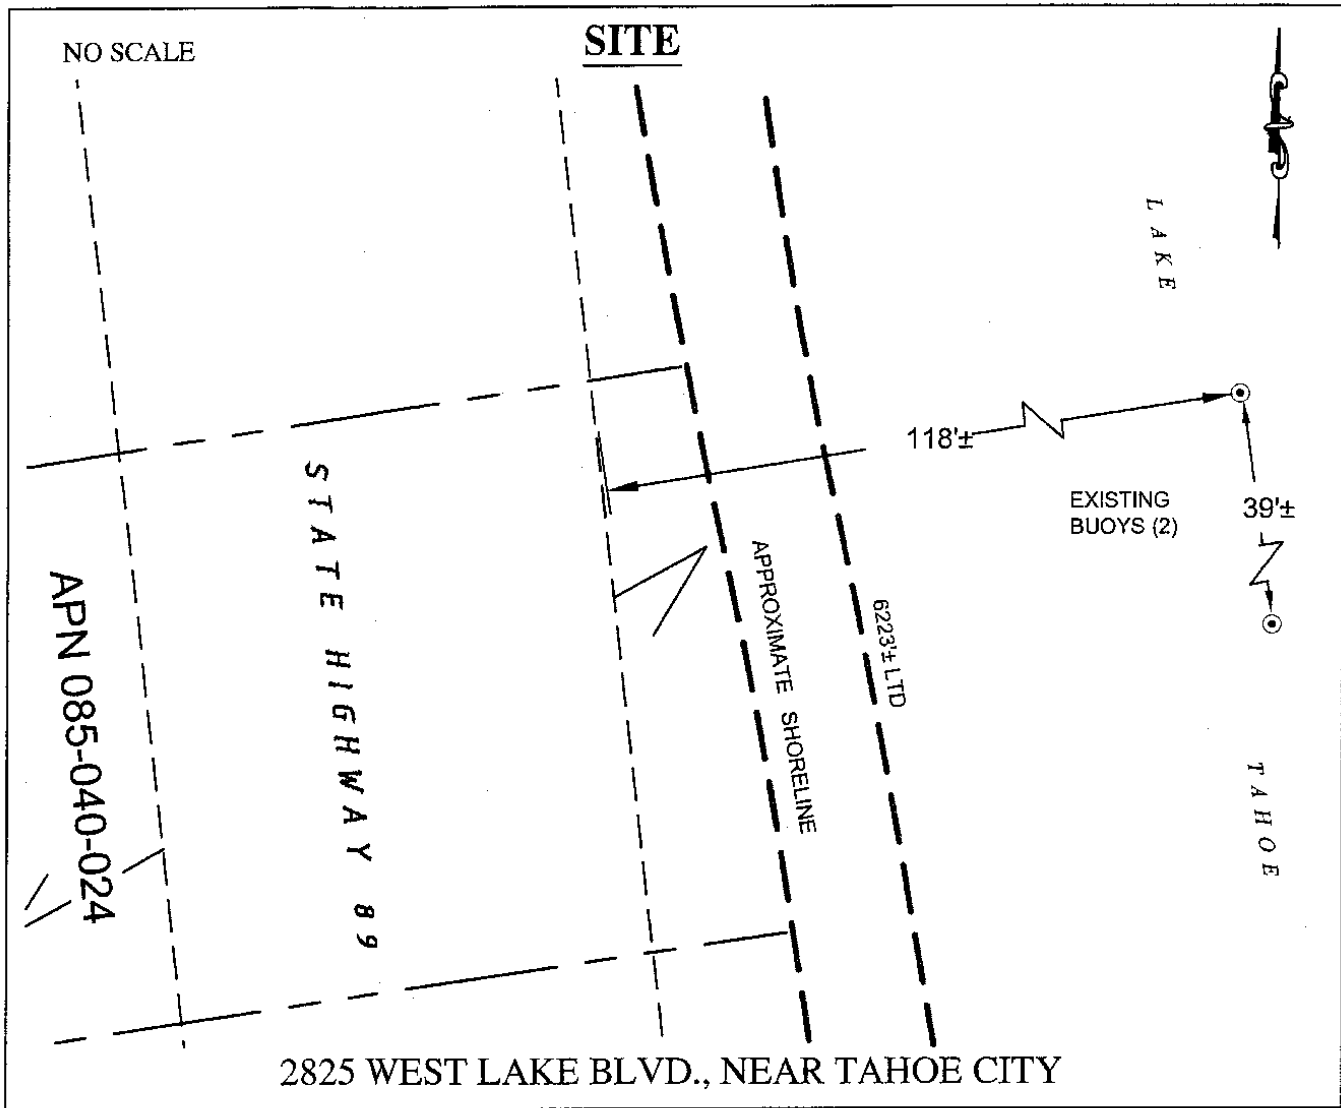 SITE
NO SCALE
LAKE
118'±
EXISTING
BUOYS (2)
39'±
STATE HIGHWAY 89
APPROXIMATE SHORELINE
6223'± LTD
APN 085-040-024
TAHOE
2825 WEST LAKE BLVD., NEAR TAHOE CITY